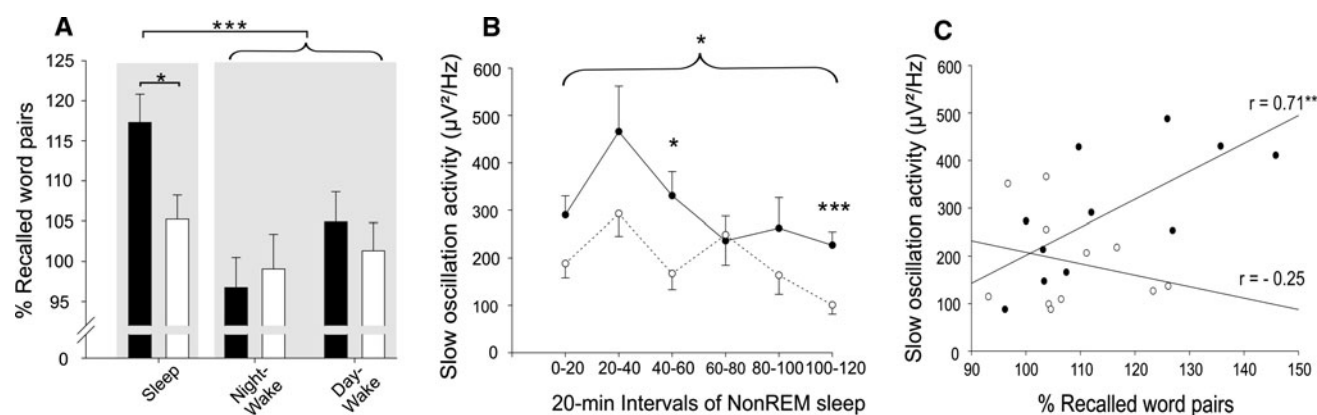 A
***
*
% Recalled word pairs
125
120
115
110
105
100
95
0
Sleep
Night-
Wake
Day-
Wake
B
*
*
***
Slow oscillation activity (µV²/Hz)
600
500
400
300
200
100
0
0-20
20-40
40-60
60-80
80-100
100-120
20-min Intervals of NonREM sleep
C
Slow oscillation activity (µV²/Hz)
600
500
400
300
200
100
0
r = 0.71**
r = - 0.25
90 100 110 120 130 140 150
% Recalled word pairs